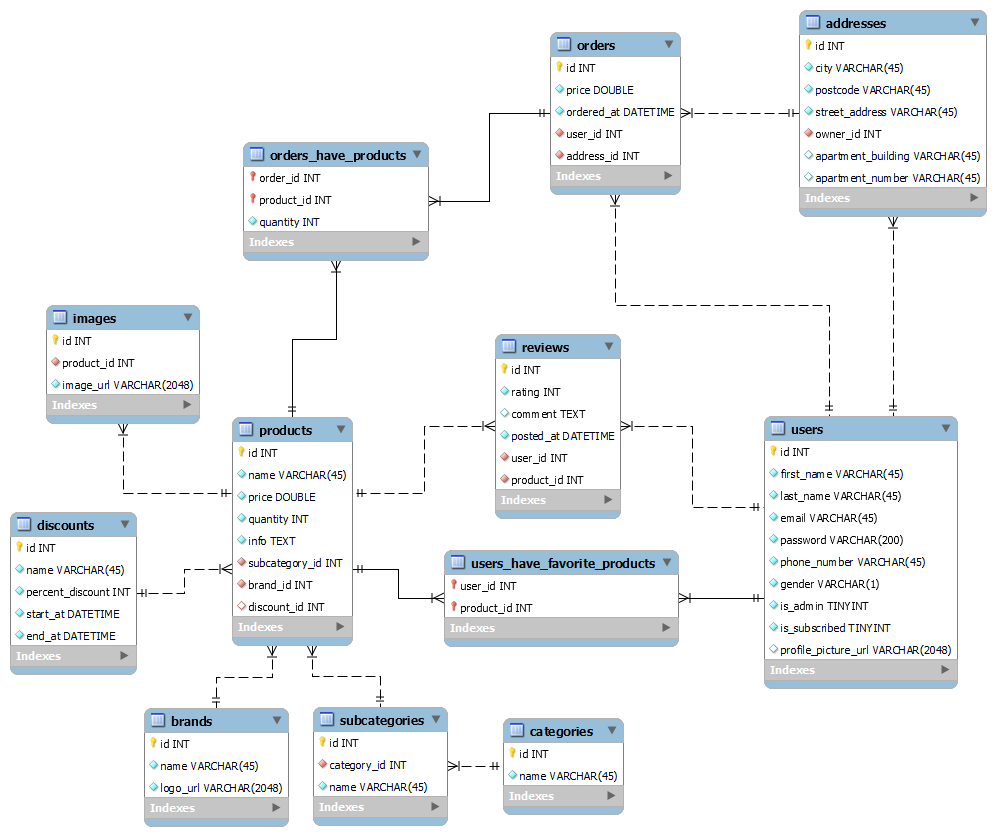 addresses
id INT
city VARCHAR(45)
postcode VARCHAR(45)
street_address VARCHAR(45)
owner_id INT
apartment_building VARCHAR(45)
apartment_number VARCHAR(45)
Indexes
orders
id INT
price DOUBLE
ordered_at DATETIME
user_id INT
address_id INT
Indexes
orders_have_products
order_id INT
product_id INT
quantity INT
Indexes
images
id INT
product_id INT
image_url VARCHAR(2048)
Indexes
reviews
id INT
rating INT
comment TEXT
posted_at DATETIME
user_id INT
product_id INT
Indexes
products
id INT
name VARCHAR(45)
price DOUBLE
quantity INT
info TEXT
subcategory_id INT
brand_id INT
discount_id INT
Indexes
users
id INT
first_name VARCHAR(45)
last_name VARCHAR(45)
email VARCHAR(45)
password VARCHAR(200)
phone_number VARCHAR(45)
gender VARCHAR(1)
is_admin TINYINT
is_subscribed TINYINT
profile_picture_url VARCHAR(2048)
Indexes
discounts
id INT
name VARCHAR(45)
percent_discount INT
start_at DATETIME
end_at DATETIME
Indexes
users_have_favorite_products
user_id INT
product_id INT
Indexes
brands
id INT
name VARCHAR(45)
logo_url VARCHAR(2048)
Indexes
subcategories
id INT
category_id INT
name VARCHAR(45)
Indexes
categories
id INT
name VARCHAR(45)
Indexes